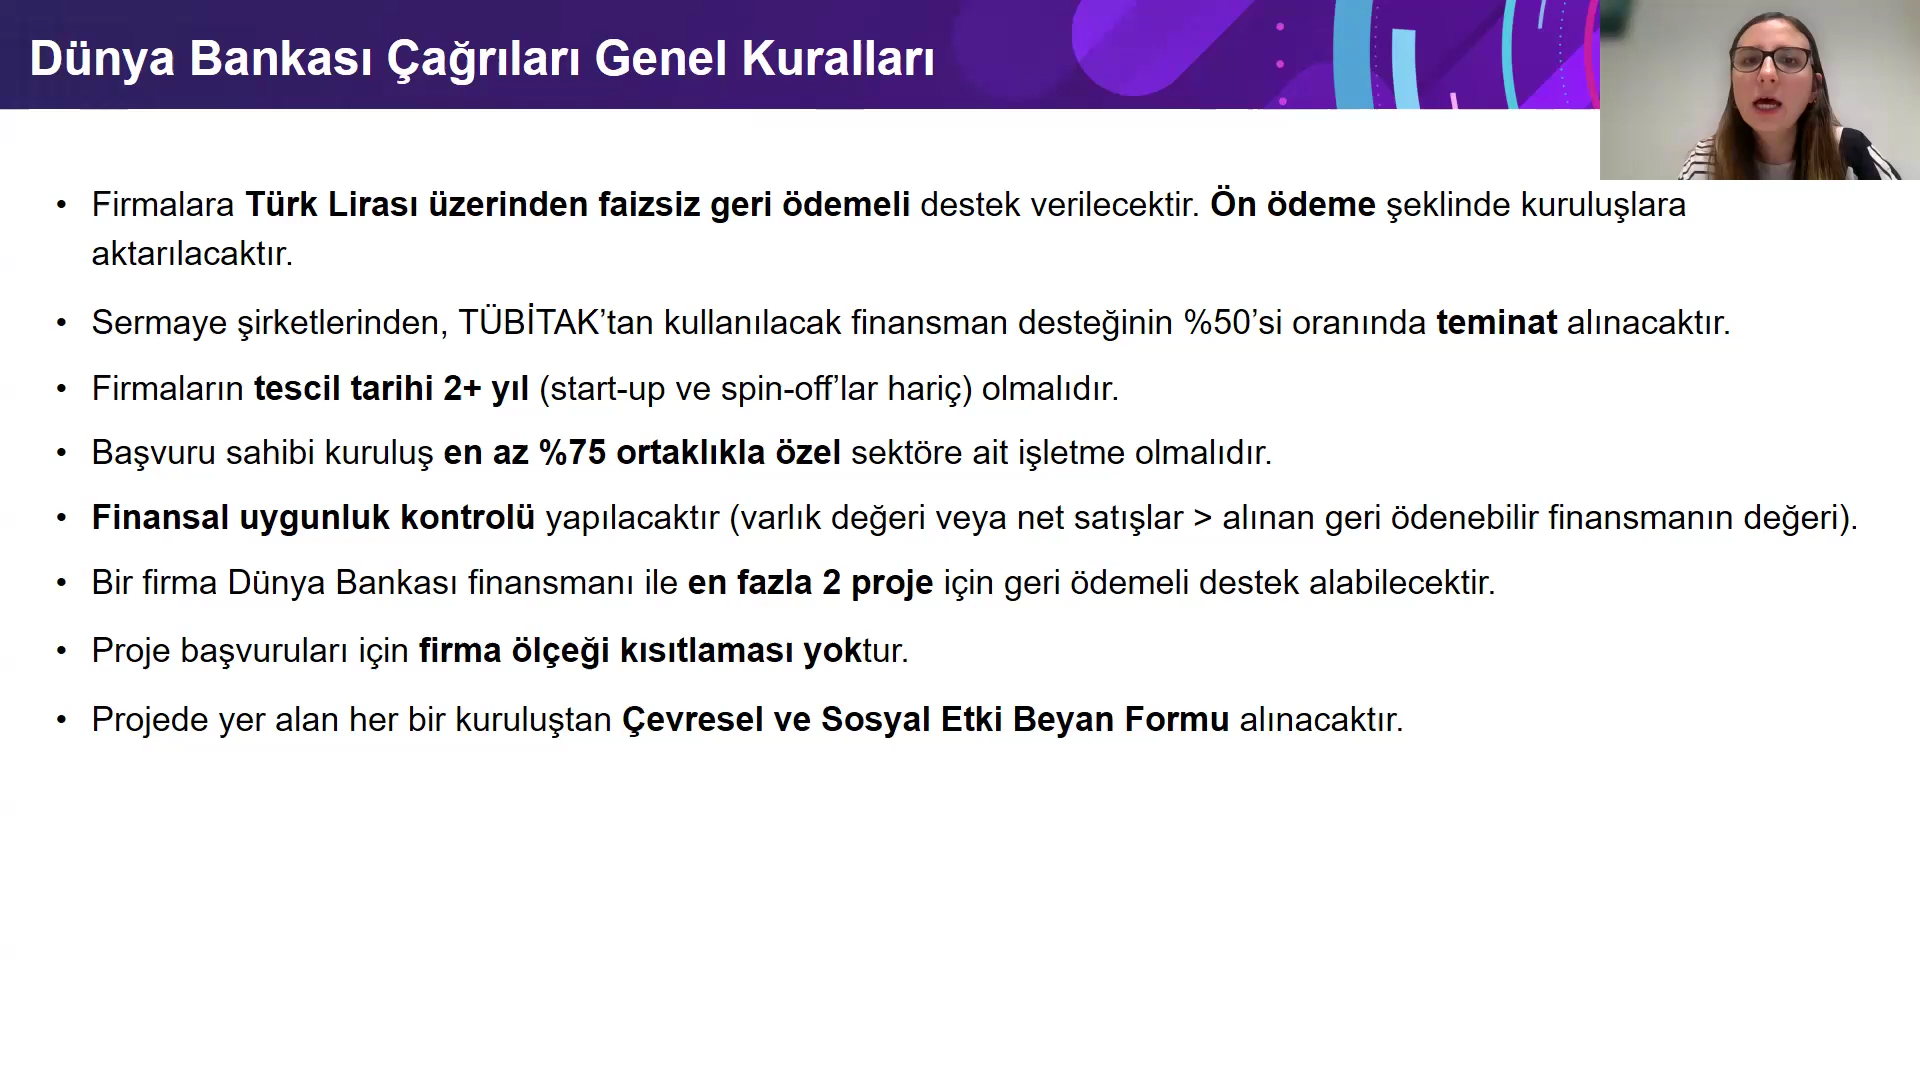 Dünya Bankası Çağrıları Genel Kuralları
• Firmalara Türk Lirası üzerinden faizsiz geri ödemeli destek verilecektir. Ön ödeme şeklinde kuruluşlara
aktarılacaktır.
• Sermaye şirketlerinden, TÜBİTAK’tan kullanılacak finansman desteğinin %50’si oranında teminat alınacaktır.
• Firmaların tescil tarihi 2+ yıl (start-up ve spin-off’lar hariç) olmalıdır.
• Başvuru sahibi kuruluş en az %75 ortaklıkla özel sektöre ait işletme olmalıdır.
• Finansal uygunluk kontrolü yapılacaktır (varlık değeri veya net satışlar > alınan geri ödenebilir finansmanın değeri).
• Bir firma Dünya Bankası finansmanı ile en fazla 2 proje için geri ödemeli destek alabilecektir.
• Proje başvuruları için firma ölçeği kısıtlaması yoktur.
• Projede yer alan her bir kuruluştan Çevresel ve Sosyal Etki Beyan Formu alınacaktır.